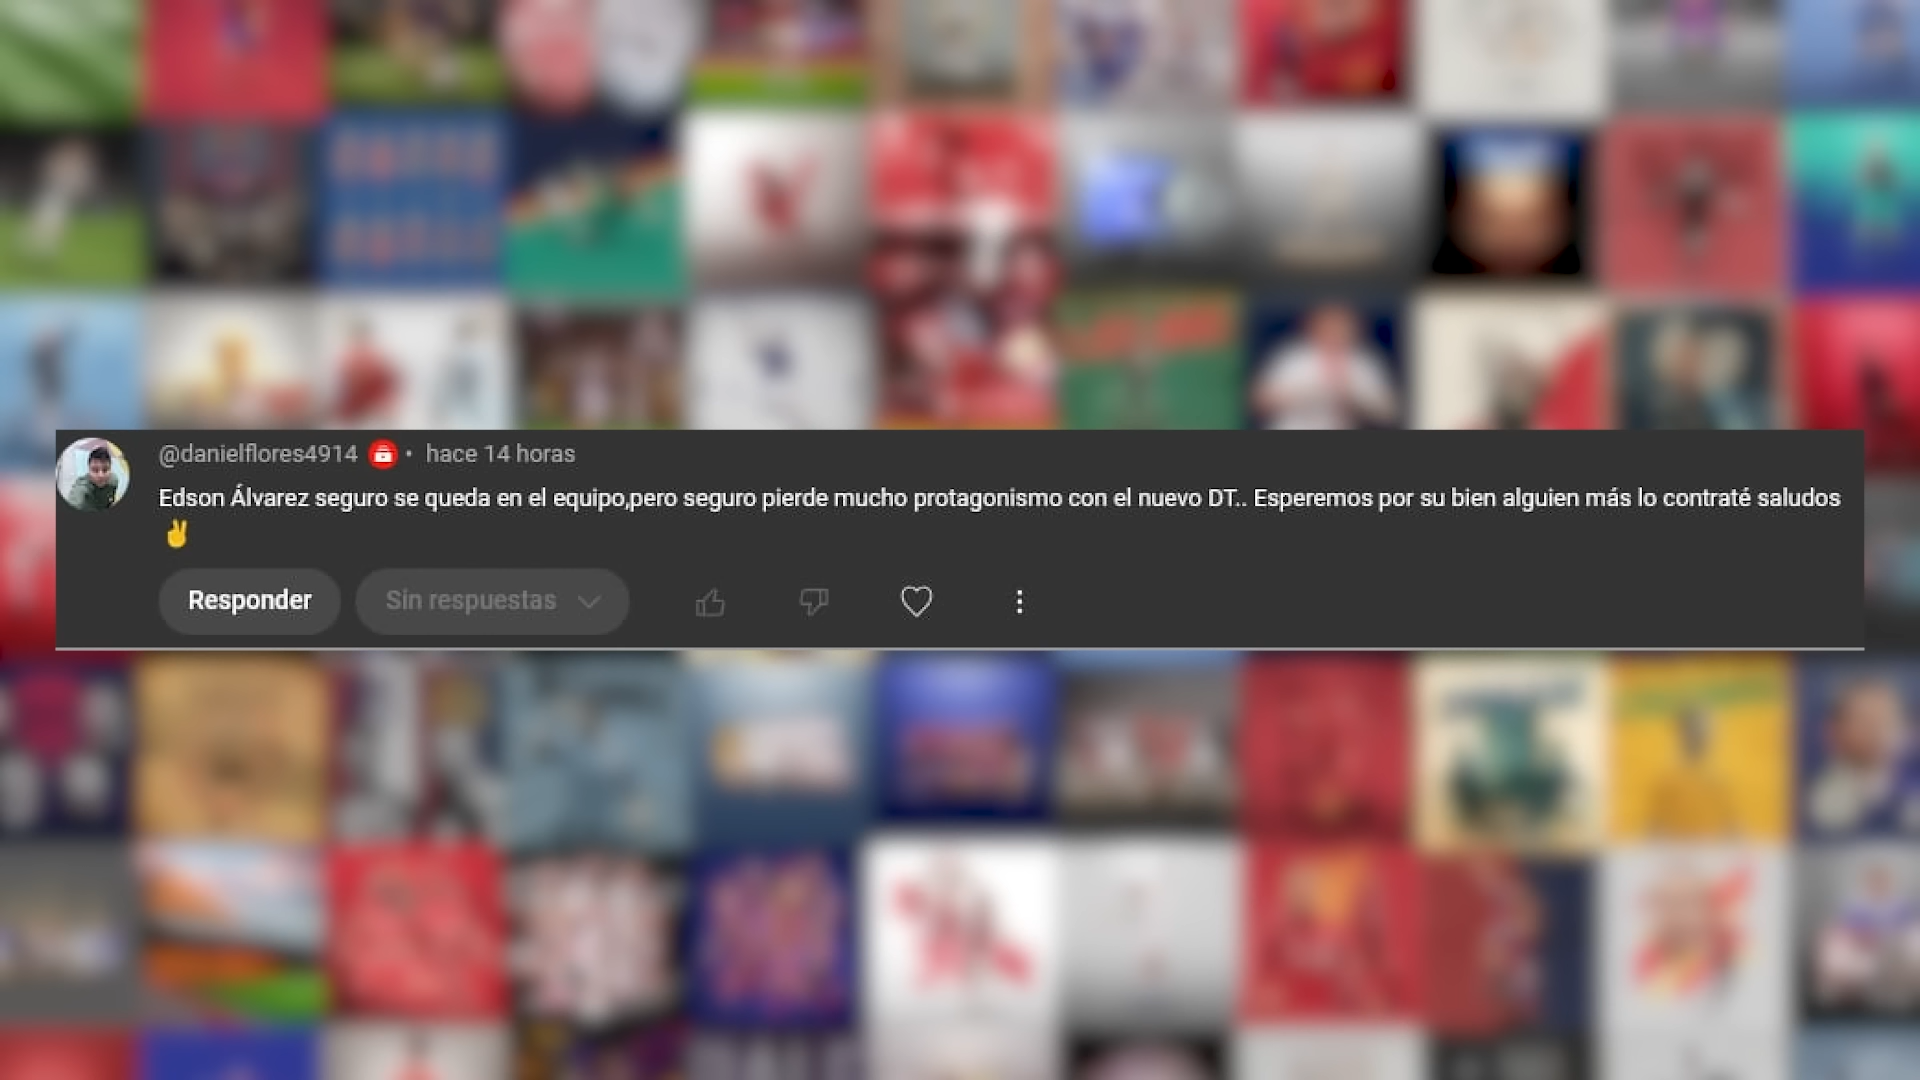 @danielflores4914 • hace 14 horas
Edson Álvarez seguro se queda en el equipo,pero seguro pierde mucho protagonismo con el nuevo DT.. Esperemos por su bien alguien más lo contraté saludos
✌
Responder Sin respuestas